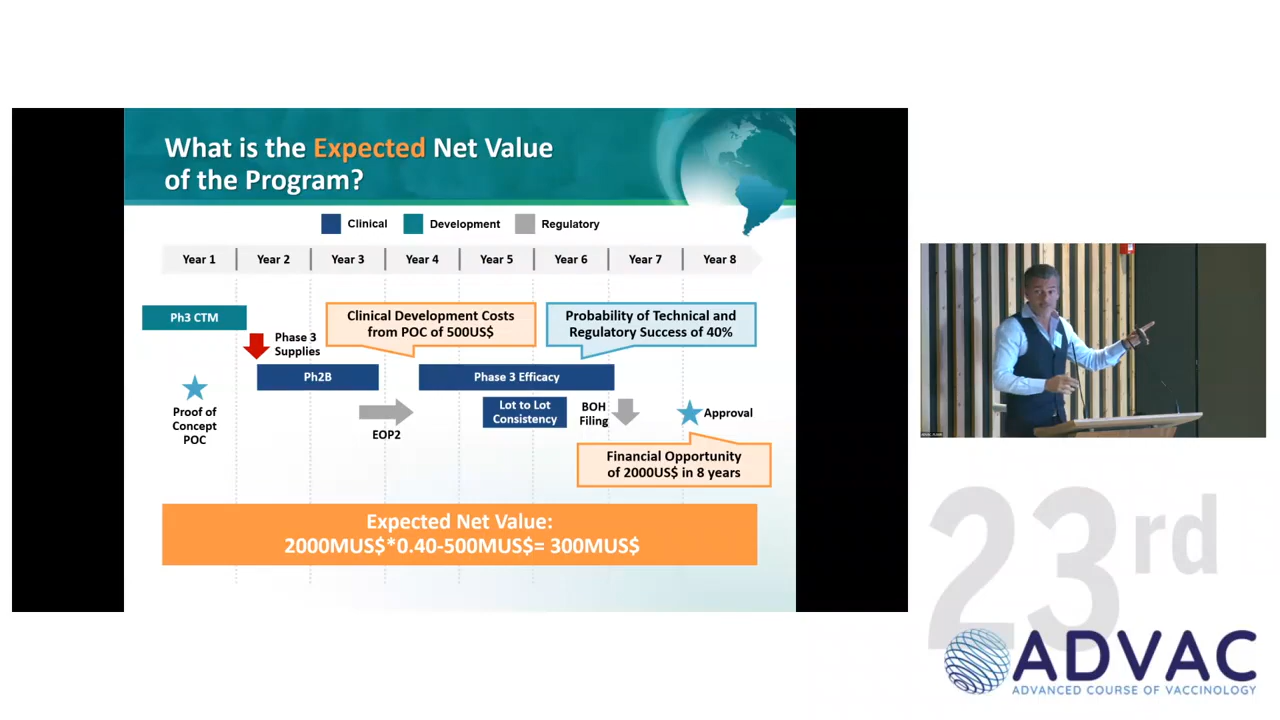 What is the Expected Net Value
of the Program?
Clinical
Development
Regulatory
Year 1
Year 2
Year 3
Year 4
Year 5
Year 6
Year 7
Year 8
Ph3 CTM
Phase 3
Supplies
Clinical Development Costs
from POC of 500US$
Probability of Technical and
Regulatory Success of 40%
Proof of
Concept
POC
Ph2B
Phase 3 Efficacy
EOP2
Lot to Lot
Consistency
BOH
Filing
Approval
Financial Opportunity
of 2000US$ in 8 years
Expected Net Value:
2000MUS$*0.40-500MUS$= 300MUS$
23rd
ADVAC
ADVANCED COURSE OF VACCINOLOGY